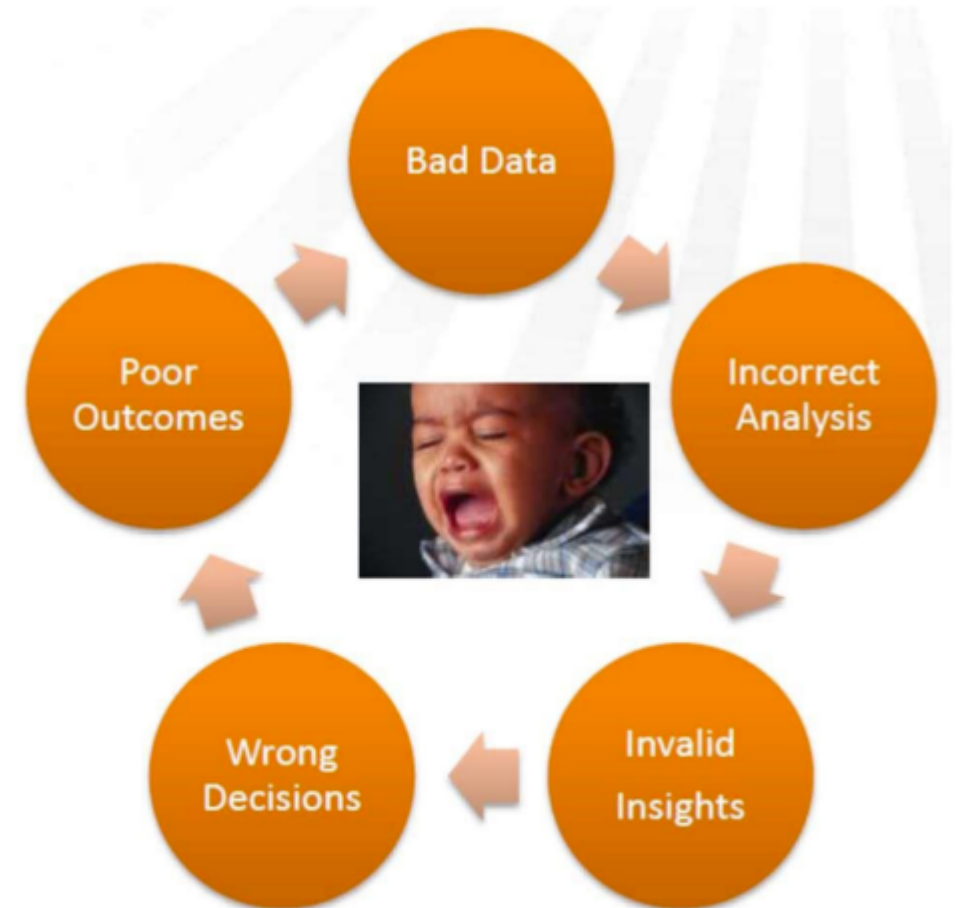 Bad Data
Incorrect
Analysis
Invalid
Insights
Wrong
Decisions
Poor
Outcomes